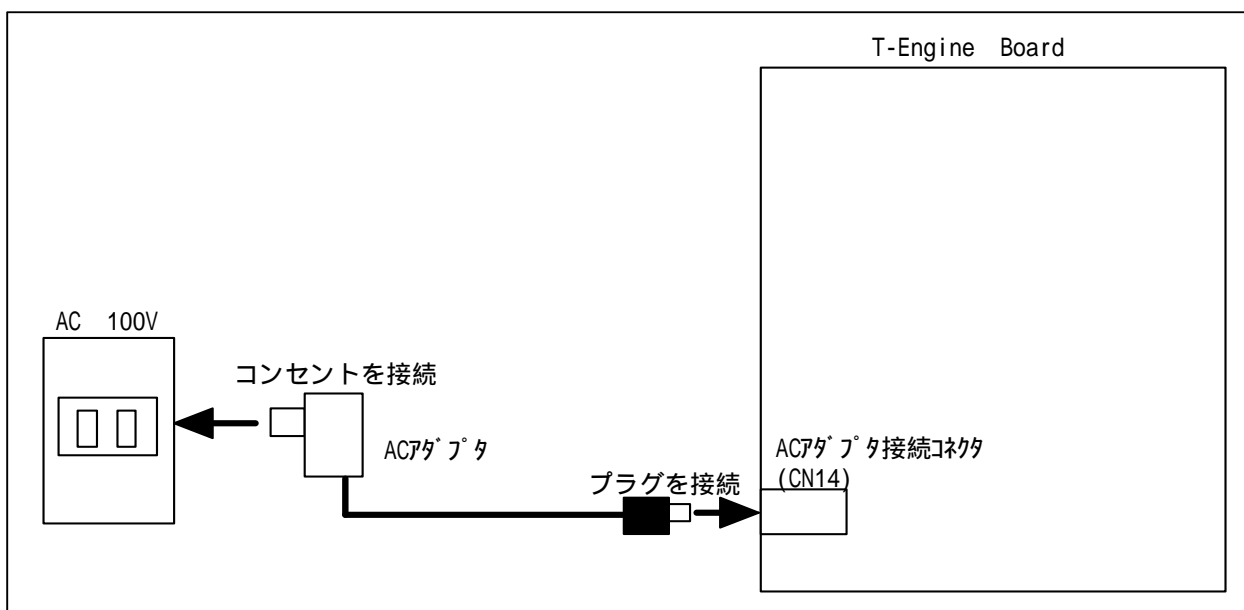 T-Engine Board
AC 100V
コンセントを接続
ACアダプタ
プラグを接続
ACアダプタ接続コネクタ
(CN14)